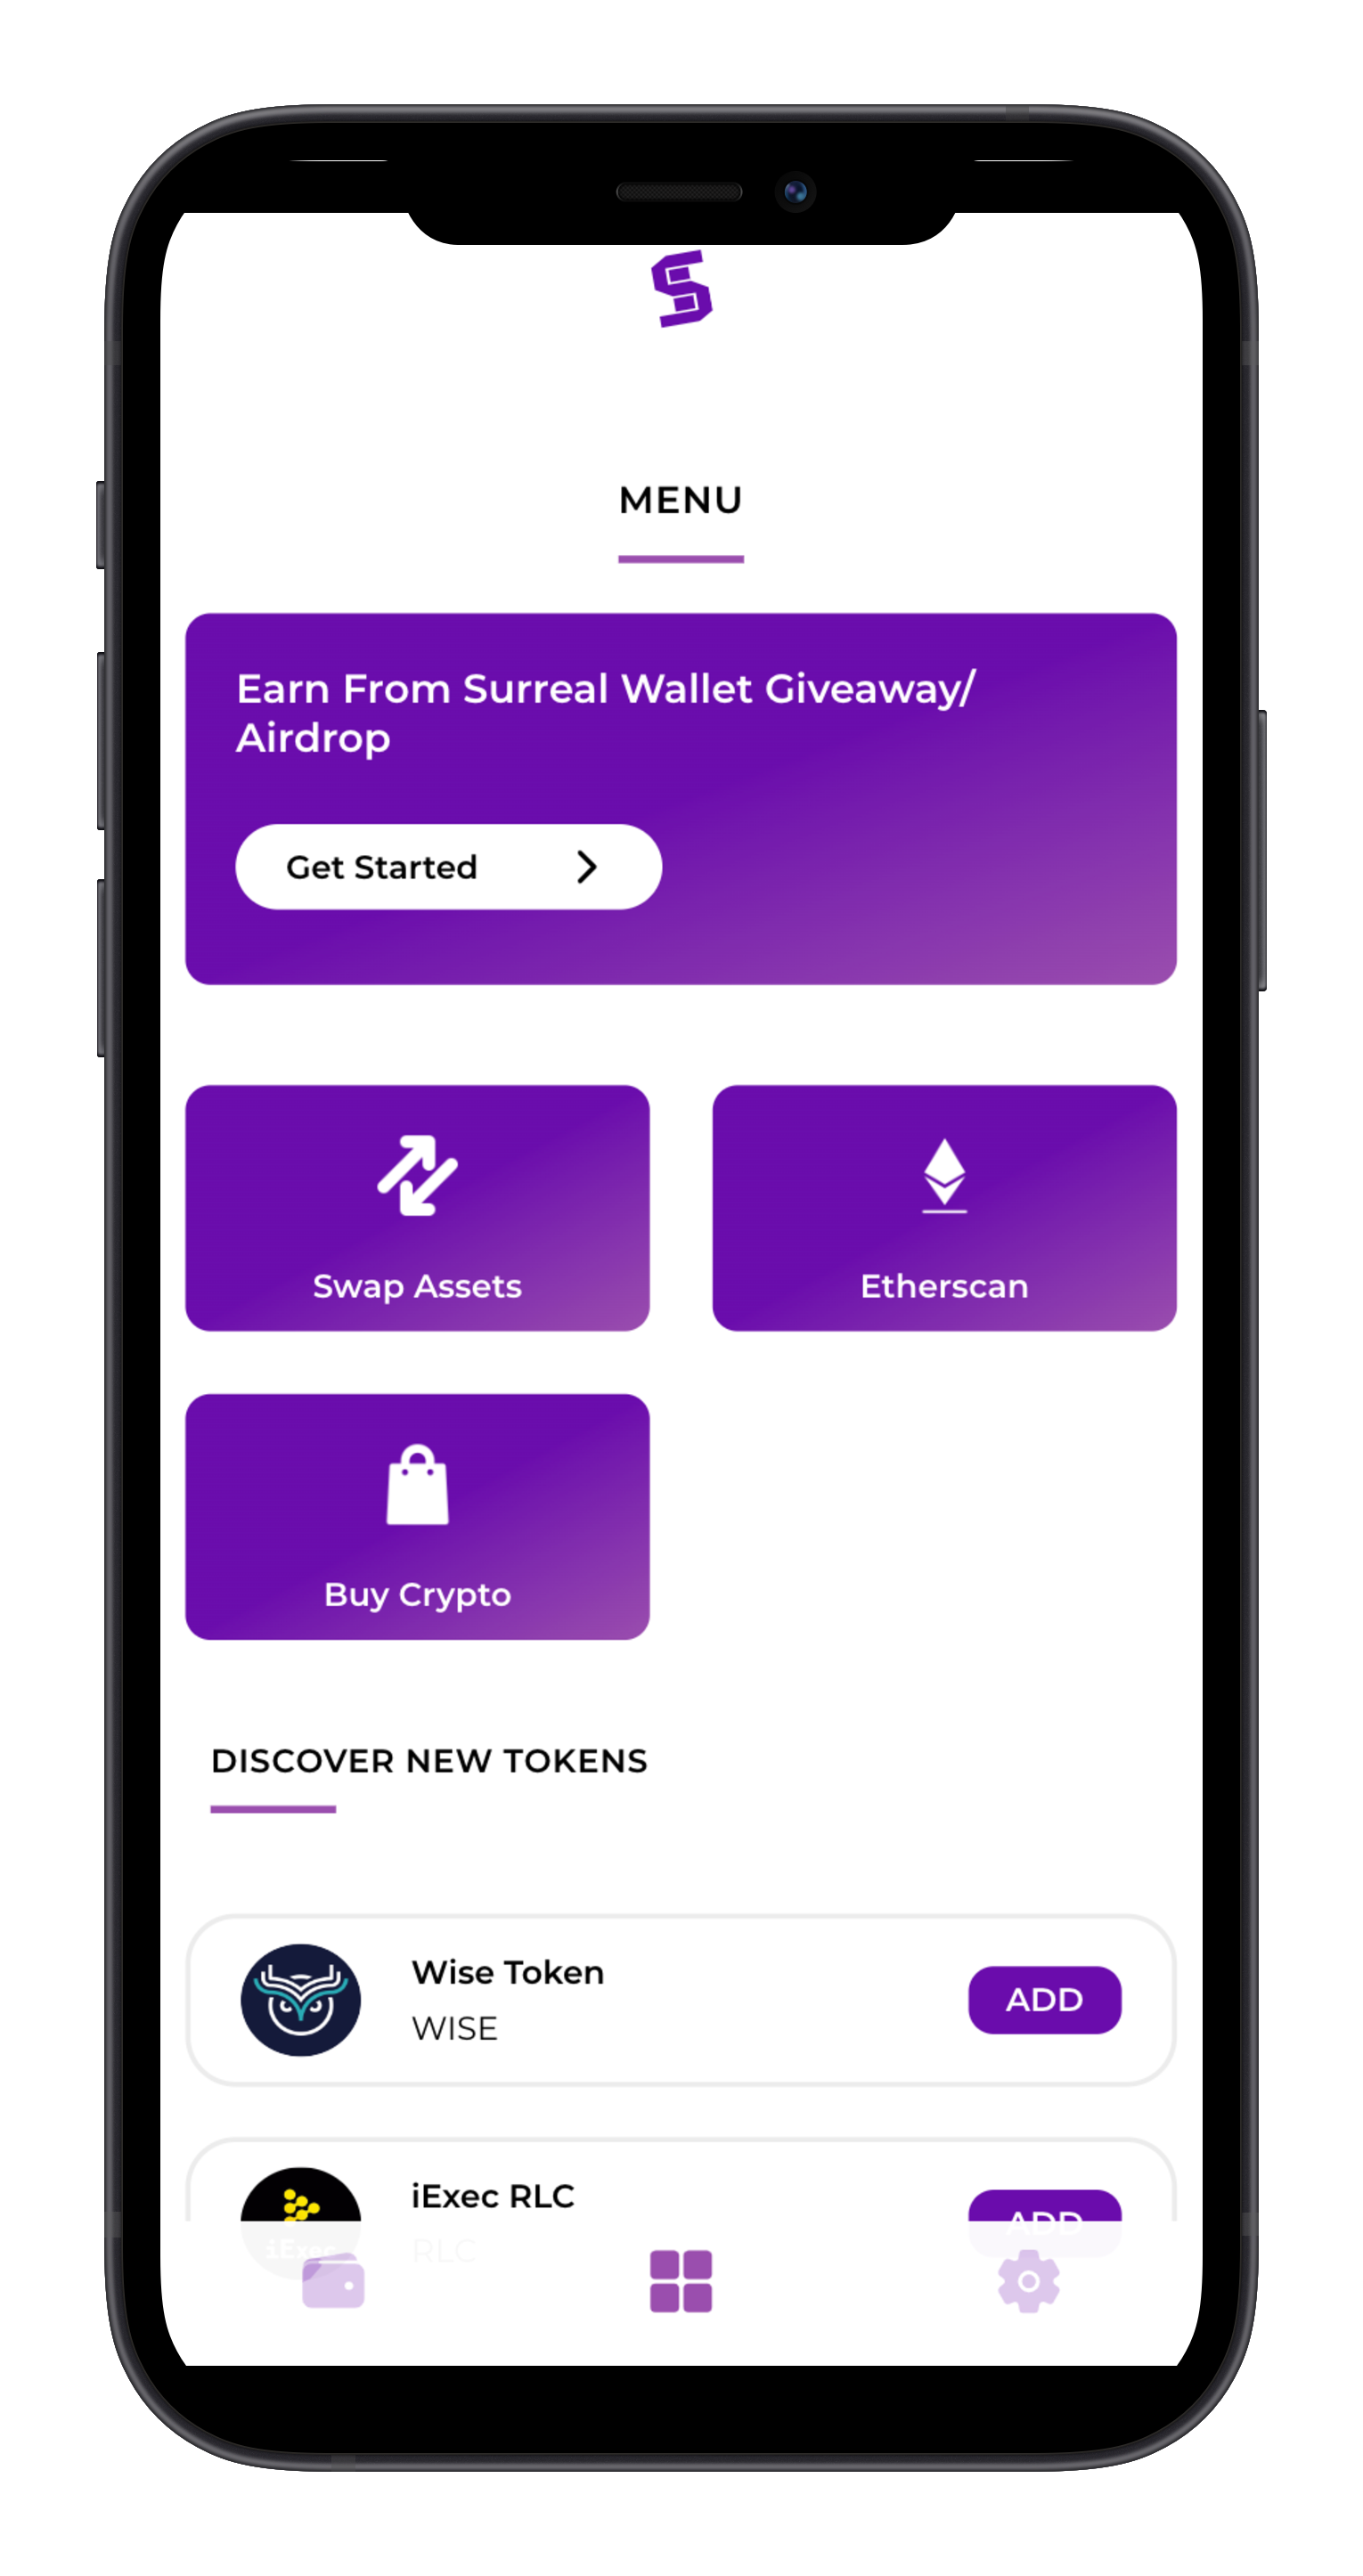 MENU
Earn From Surreal Wallet Giveaway/
Airdrop
Get Started
Swap Assets
Etherscan
Buy Crypto
DISCOVER NEW TOKENS
Wise Token
WISE
ADD
iExec RLC
ADD
iExec
RLC